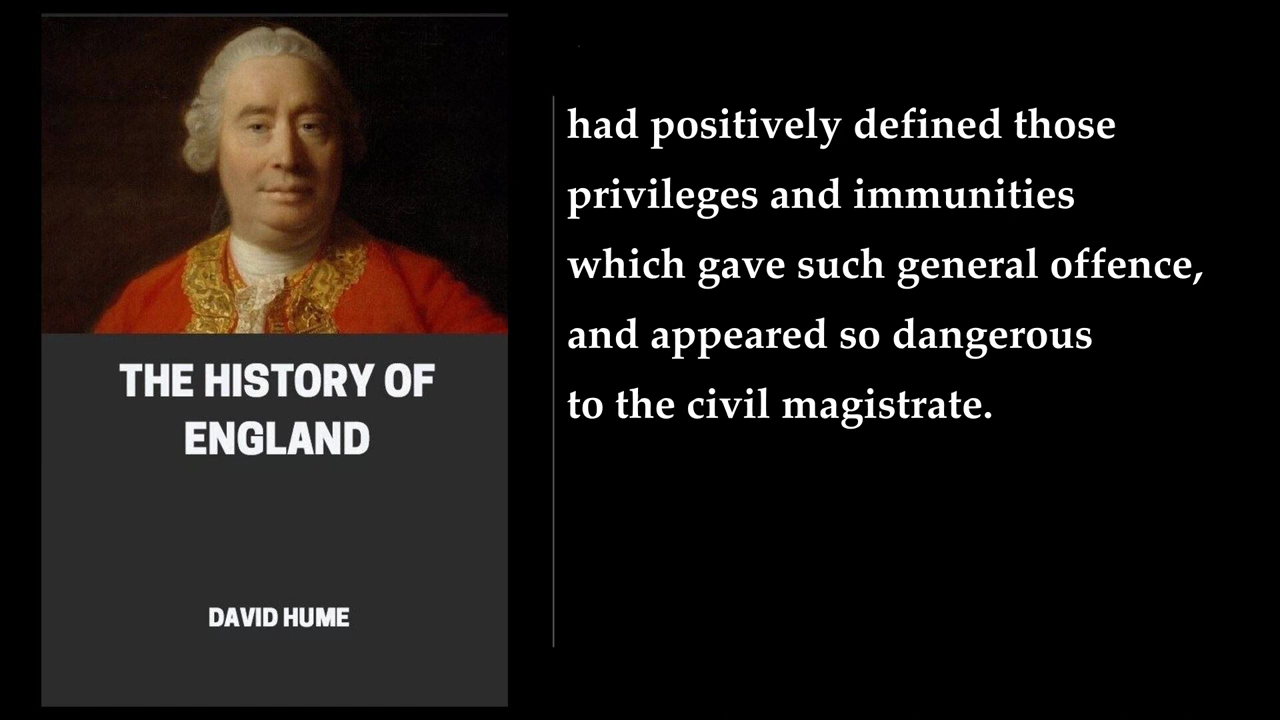 THE HISTORY OF
ENGLAND
DAVID HUME
had positively defined those
privileges and immunities
which gave such general offence,
and appeared so dangerous
to the civil magistrate.